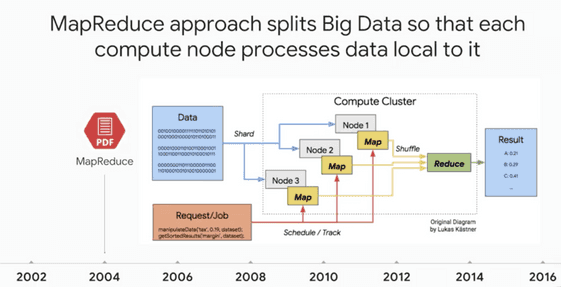 MapReduce approach splits Big Data so that each
compute node processes data local to it
PDF
MapReduce
Data
Shard
Compute Cluster
Node 1
Map
Node 2
Map
Node 3
Map
Shuffle
Reduce
Result
A: 0.21
B: 0.39
C: 0.41
...
Request/Job
manipulateData('tax', 0.19, dataset);
getSortedResults('margin', dataset);
Schedule / Track
Original Diagram
by Lukas Kästner
2002
2004
2006
2008
2010
2012
2014
2016